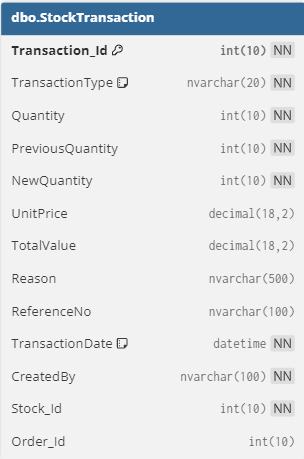 dbo.StockTransaction
Transaction_Id int(10) NN
TransactionType nvarchar(20) NN
Quantity int(10) NN
PreviousQuantity int(10) NN
NewQuantity int(10) NN
UnitPrice decimal(18,2)
TotalValue decimal(18,2)
Reason nvarchar(500)
ReferenceNo nvarchar(100)
TransactionDate datetime NN
CreatedBy nvarchar(100) NN
Stock_Id int(10) NN
Order_Id int(10)